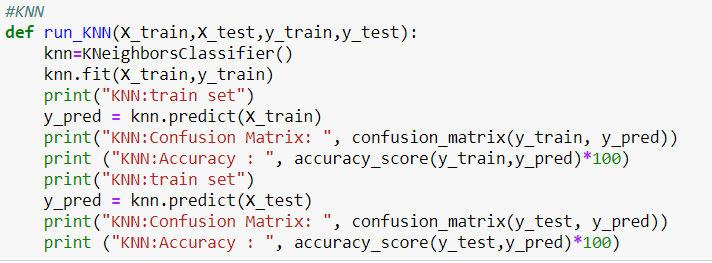 #KNN
def run_KNN(X_train,X_test,y_train,y_test):
    knn=KNeighborsClassifier()
    knn.fit(X_train,y_train)
    print("KNN:train set")
    y_pred = knn.predict(X_train)
    print("KNN:Confusion Matrix: ", confusion_matrix(y_train, y_pred))
    print ("KNN:Accuracy : ", accuracy_score(y_train,y_pred)*100)
    print("KNN:train set")
    y_pred = knn.predict(X_test)
    print("KNN:Confusion Matrix: ", confusion_matrix(y_test, y_pred))
    print ("KNN:Accuracy : ", accuracy_score(y_test,y_pred)*100)